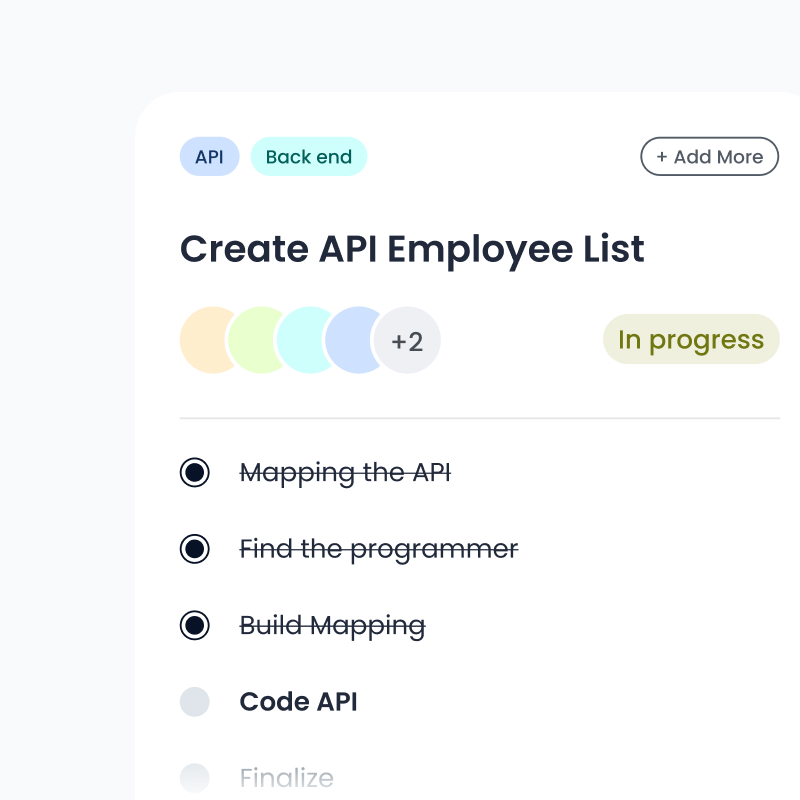 API Back end + Add More
Create API Employee List
+2 In progress
Mapping the API
Find the programmer
Build Mapping
Code API
Finalize